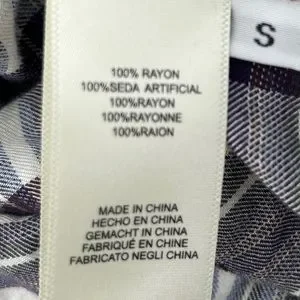 S
100% RAYON
100%SEDA ARTIFICIAL
100%RAYON
100%RAYONNE
100%RAION
MADE IN CHINA
HECHO EN CHINA
GEMACHT IN CHINA
FABRIQUÉ EN CHINE
FABRICATO NEGLI CHINA